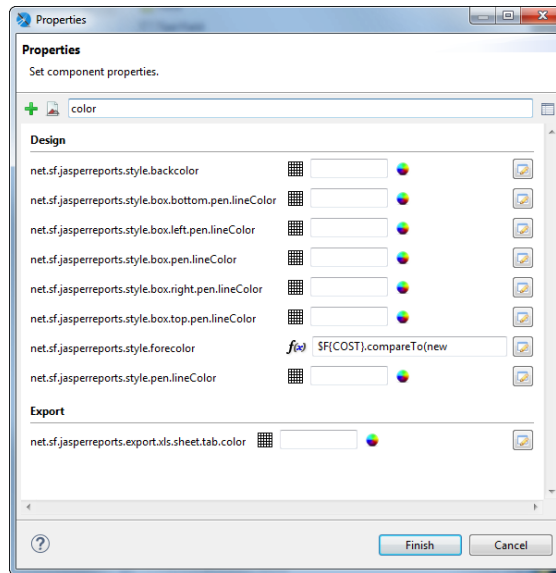 Properties
Properties
Set component properties.
color
Design
net.sf.jasperreports.style.backcolor
net.sf.jasperreports.style.box.bottom.pen.lineColor
net.sf.jasperreports.style.box.left.pen.lineColor
net.sf.jasperreports.style.box.pen.lineColor
net.sf.jasperreports.style.box.right.pen.lineColor
net.sf.jasperreports.style.box.top.pen.lineColor
net.sf.jasperreports.style.forecolor f(x) $F{COST}.compareTo(new
net.sf.jasperreports.style.pen.lineColor
Export
net.sf.jasperreports.export.xls.sheet.tab.color
? Finish Cancel